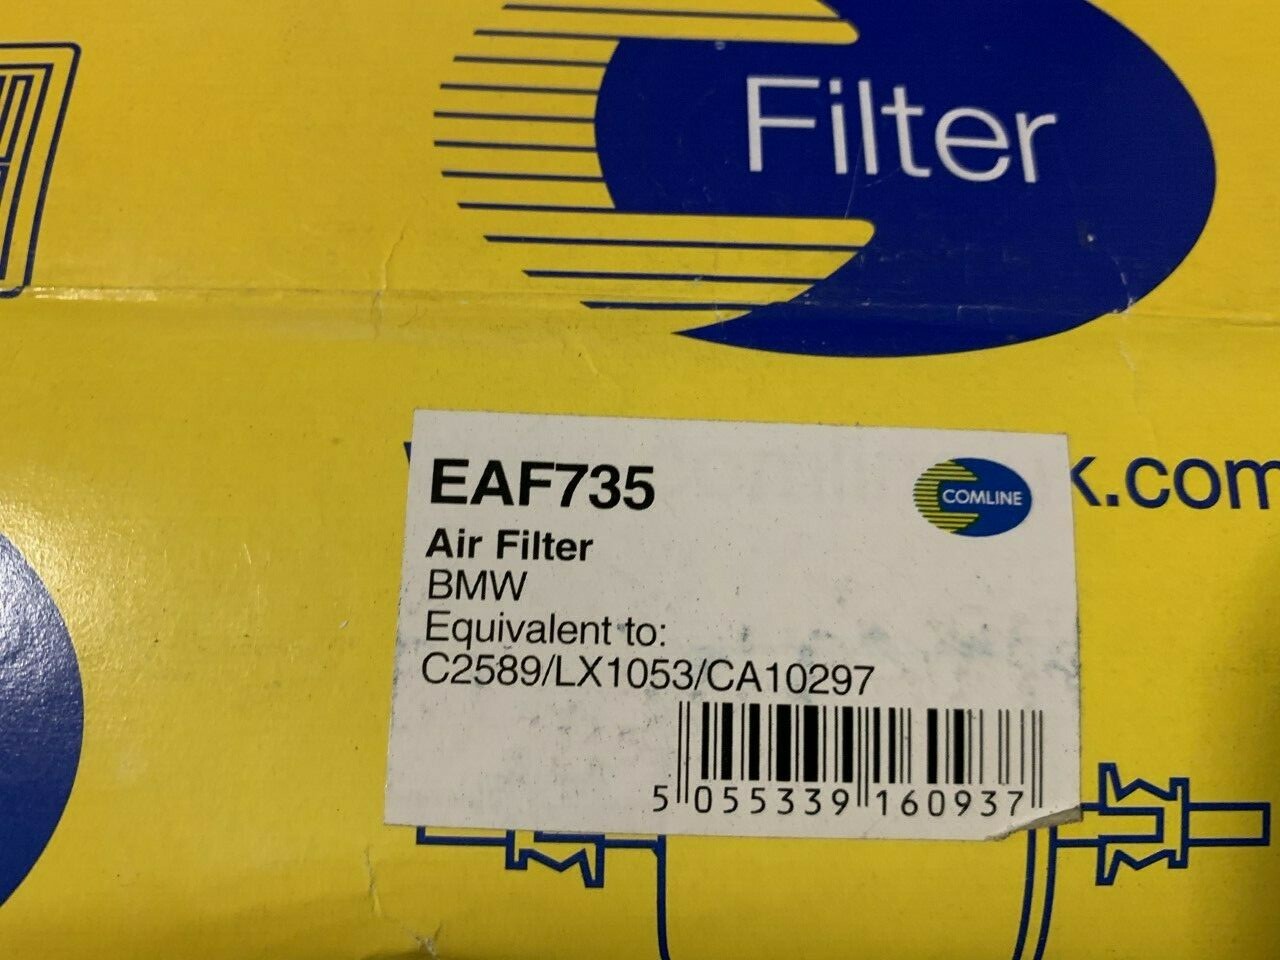 Filter
k.com
EAF735
COMLINE
Air Filter
BMW
Equivalent to:
C2589/LX1053/CA10297
5 055339 160937